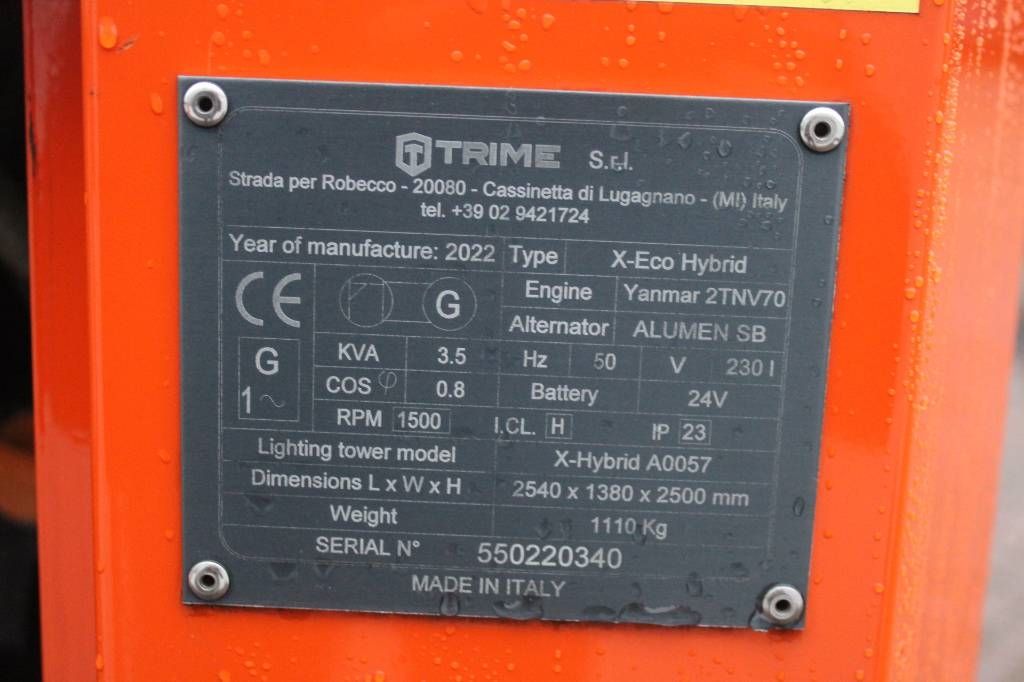 TRIME S.r.l.
Strada per Robecco - 20080 - Cassinetta di Lugagnano - (MI) Italy
tel. +39 02 9421724
Year of manufacture: 2022 Type X-Eco Hybrid
CE G Engine Yanmar 2TNV70
Alternator ALUMEN SB
G 1~ KVA 3.5 Hz 50 V 230 I
COS φ 0.8 Battery 24V
RPM 1500 I.CL. H IP 23
Lighting tower model X-Hybrid A0057
Dimensions L x W x H 2540 x 1380 x 2500 mm
Weight 1110 Kg
SERIAL N° 550220340
MADE IN ITALY